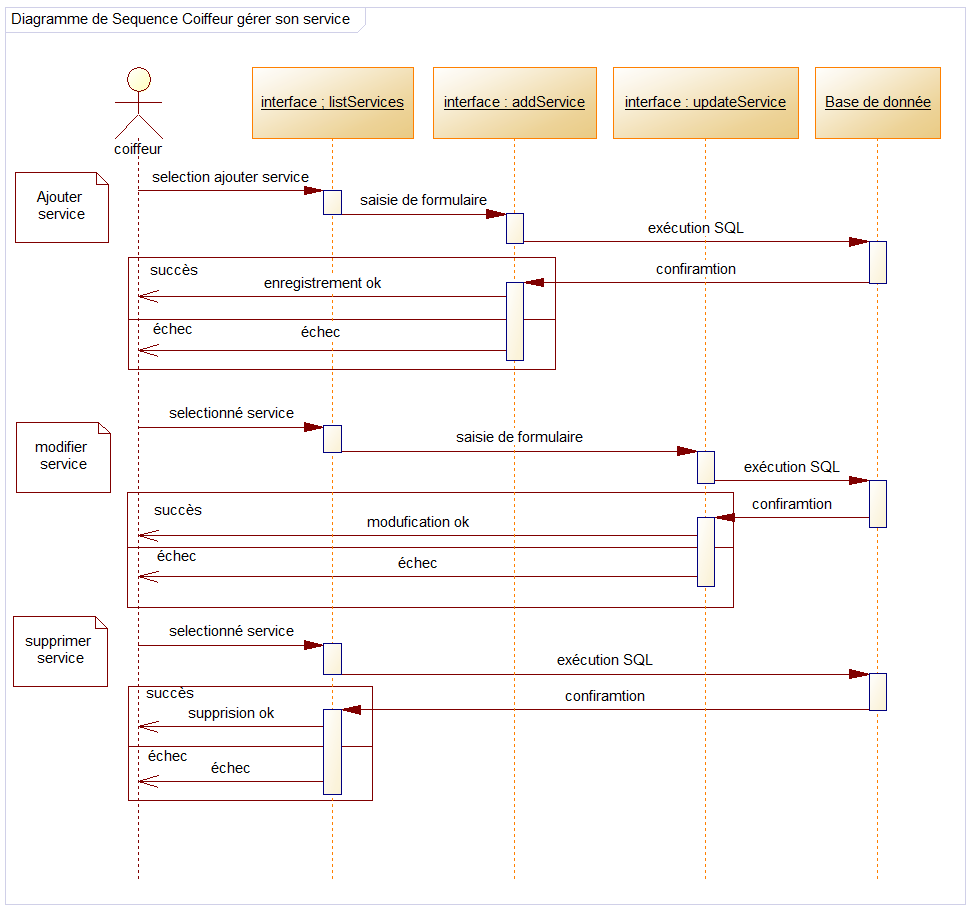 Diagramme de Sequence Coiffeur gérer son service
coiffeur
interface ; listServices
interface : addService
interface : updateService
Base de donnée
Ajouter
service
selection ajouter service
saisie de formulaire
exécution SQL
confiramtion
succès
enregistrement ok
échec
échec
modifier
service
selectionné service
saisie de formulaire
exécution SQL
confiramtion
succès
modufication ok
échec
échec
supprimer
service
selectionné service
exécution SQL
confiramtion
succès
supprision ok
échec
échec